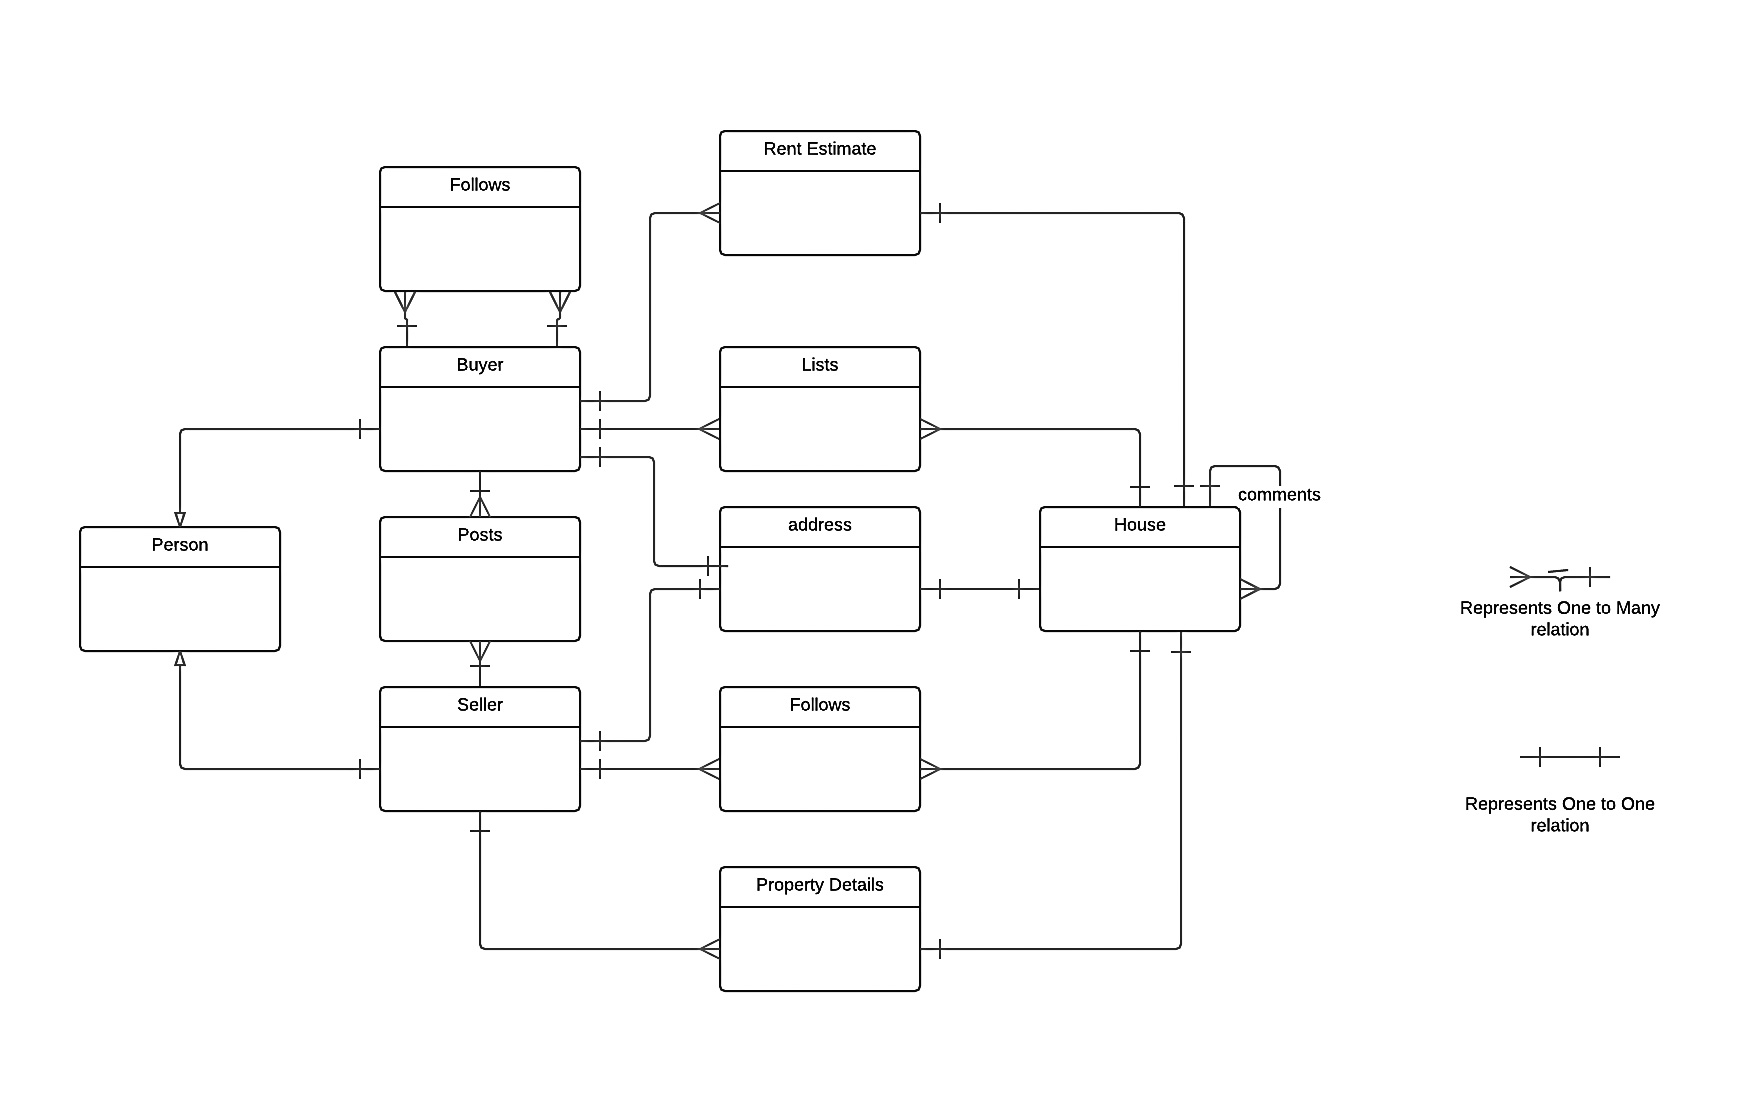 Rent Estimate
Follows
Buyer
Lists
comments
Person
Posts
address
House
Represents One to Many
relation
Seller
Follows
Represents One to One
relation
Property Details